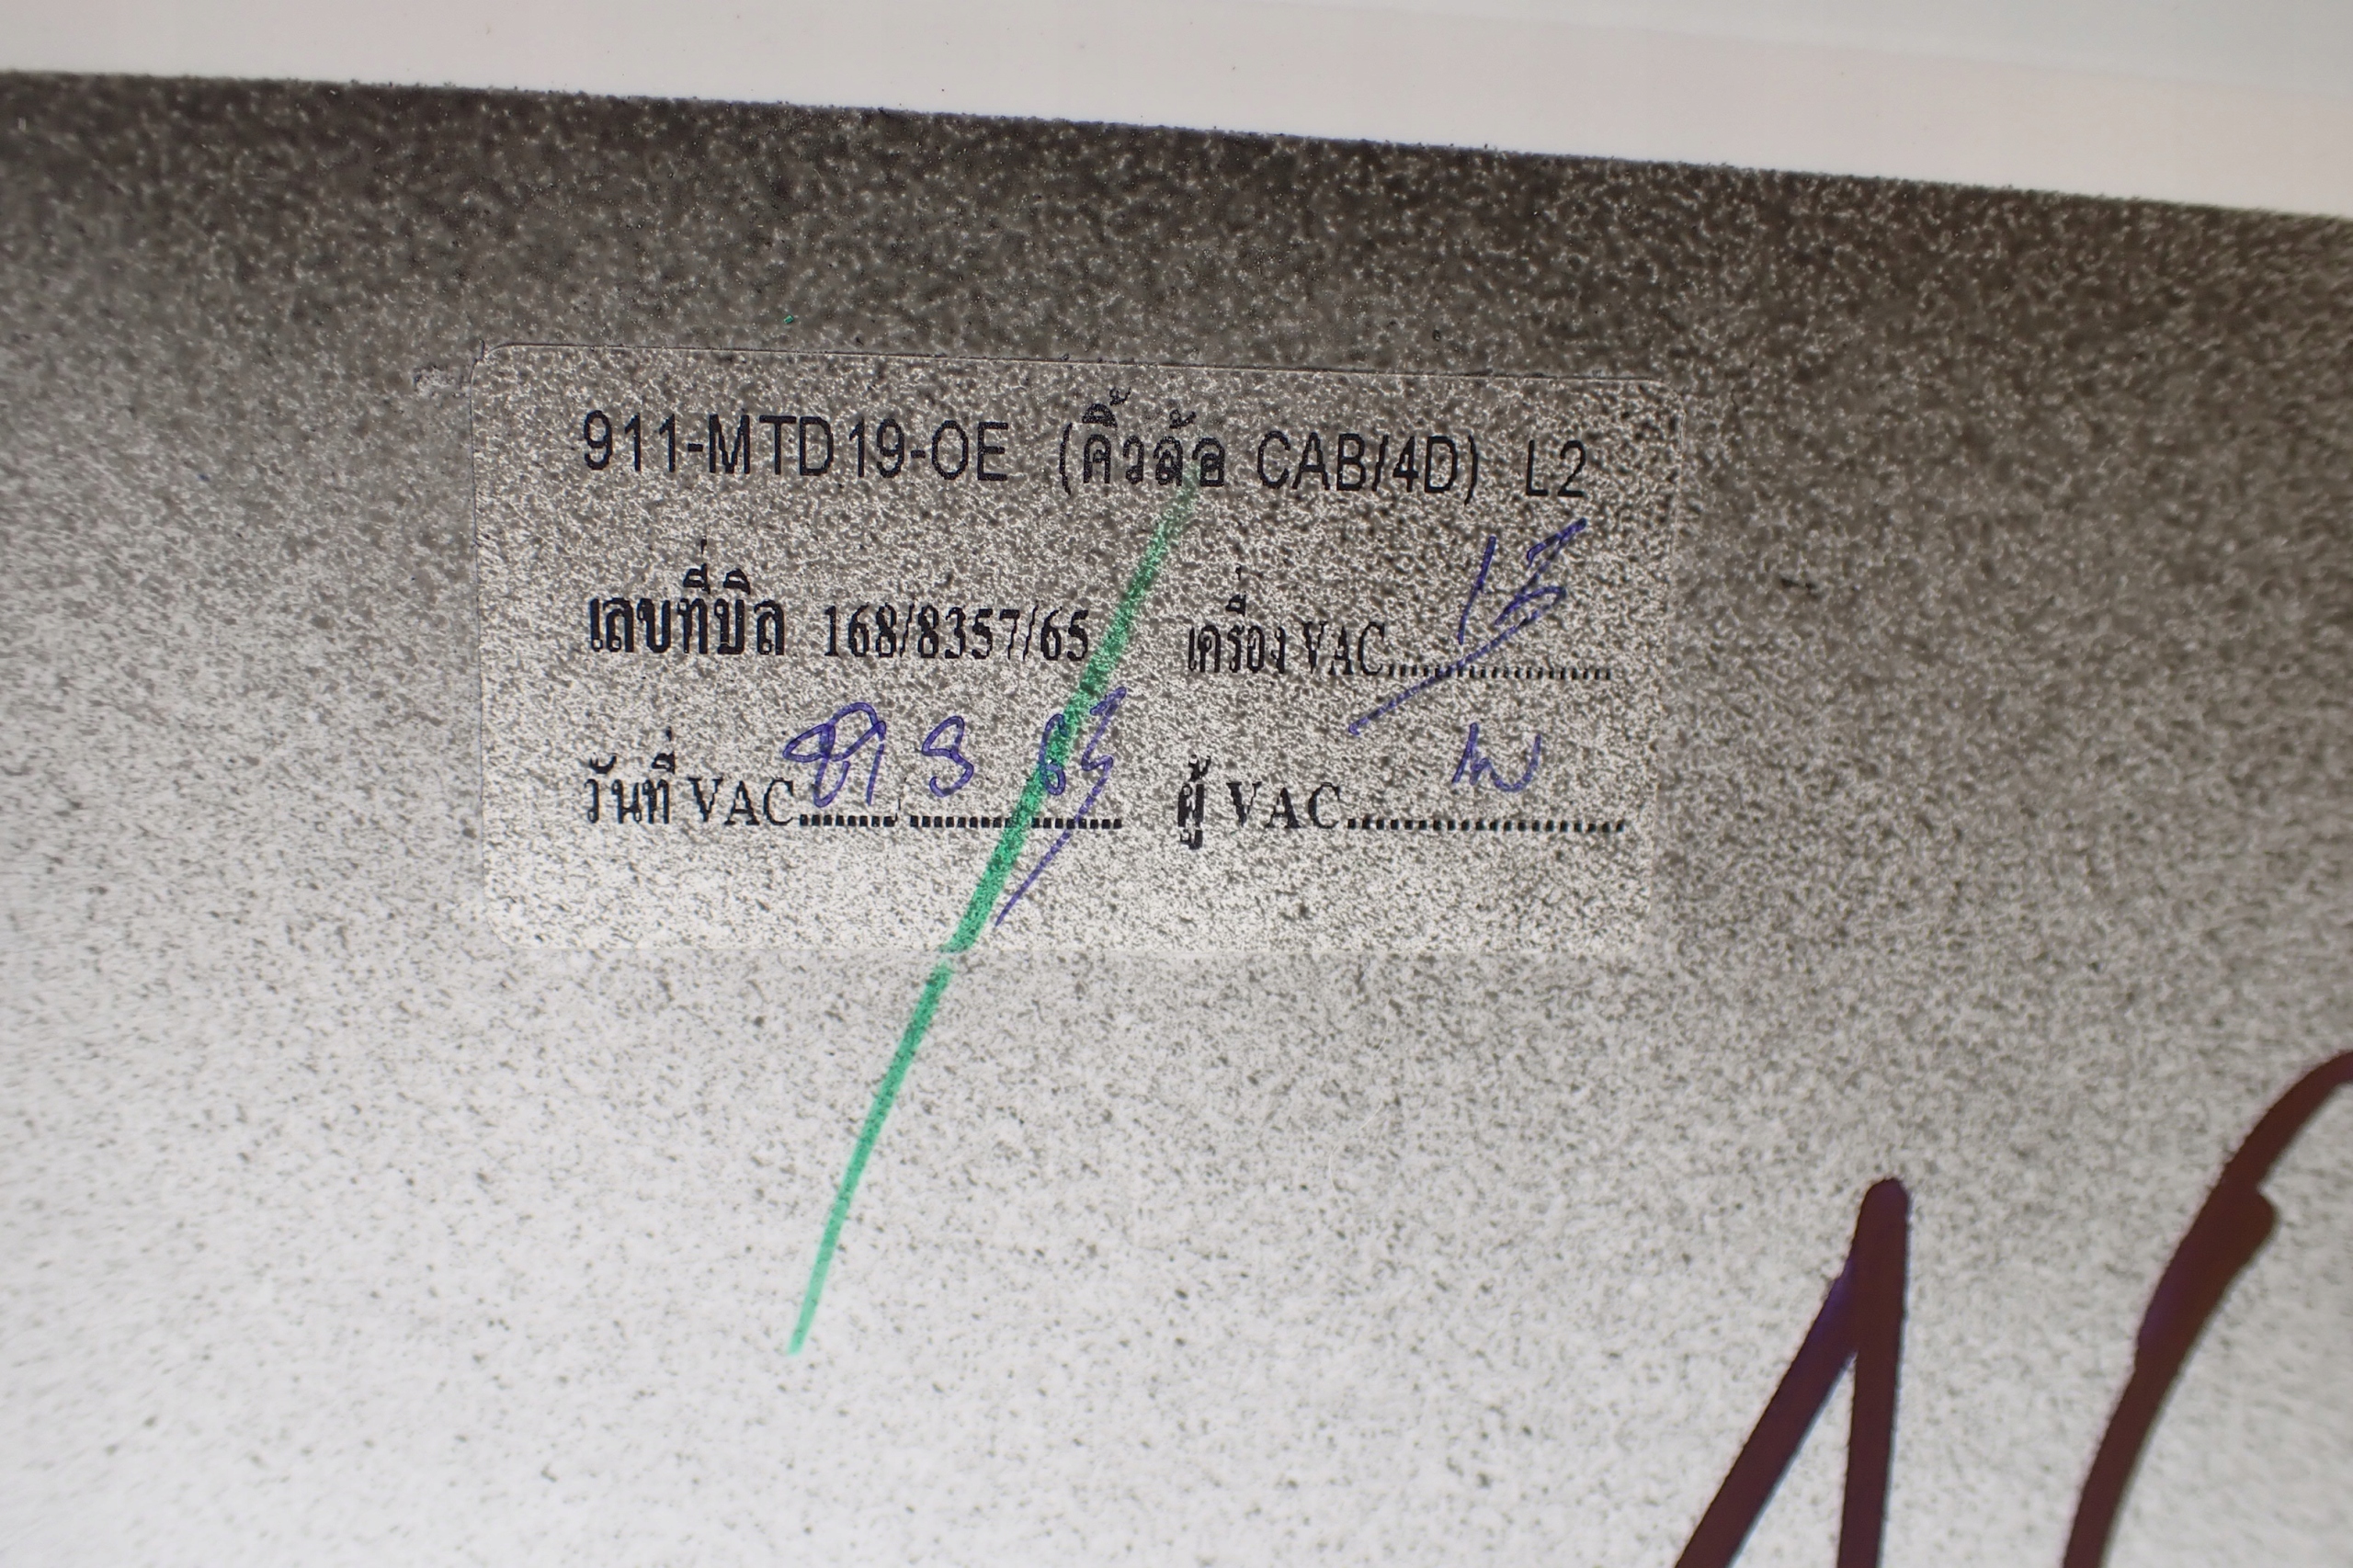 911-MTD19-OE (คิ้วล้อ CAB/4D) L2
เลขที่บิล 168/8357/65 เครื่อง VAC....................
วันที่ VAC........./........../......... ผู้ VAC.........................